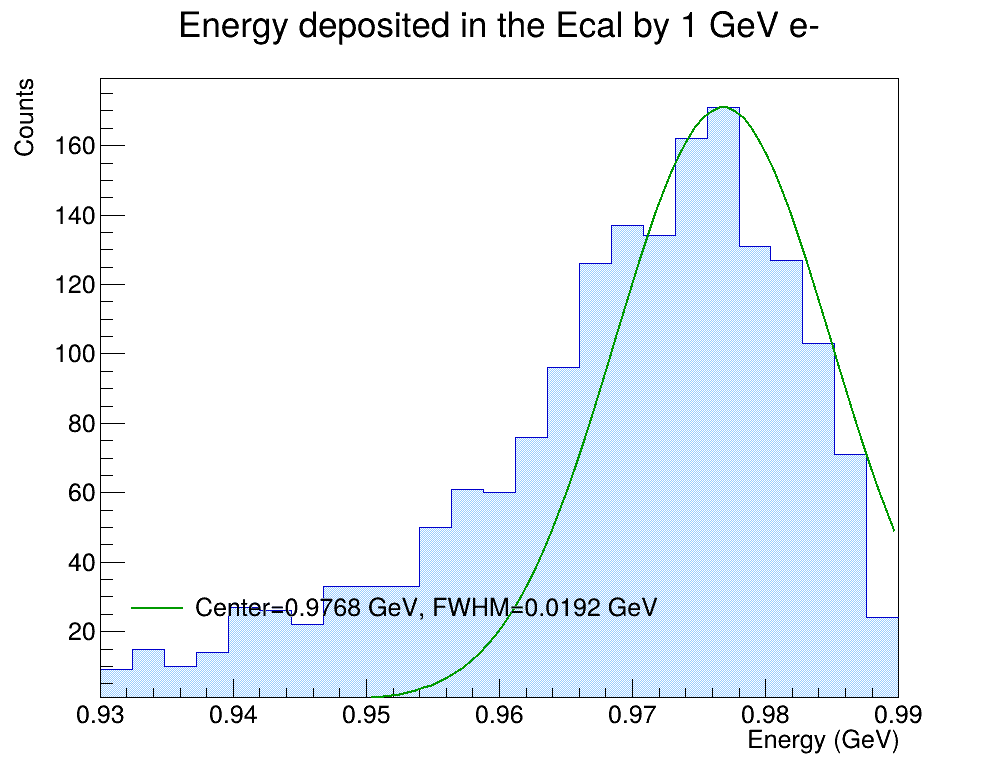 Energy deposited in the Ecal by 1 GeV e-
Counts
160
140
120
100
80
60
40
20
Center=0.9768 GeV, FWHM=0.0192 GeV
0.93 0.94 0.95 0.96 0.97 0.98 0.99
Energy (GeV)